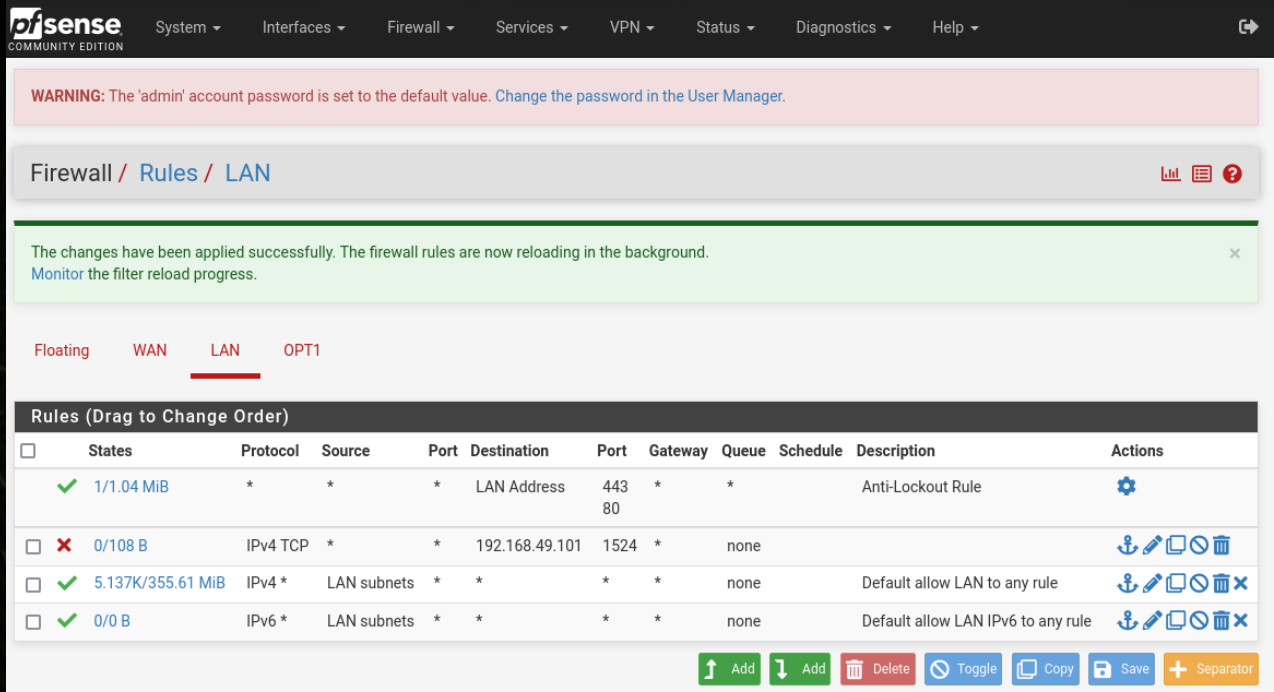 pfsense
COMMUNITY EDITION
System Interfaces Firewall Services VPN Status Diagnostics Help
WARNING: The 'admin' account password is set to the default value. Change the password in the User Manager.
Firewall / Rules / LAN
The changes have been applied successfully. The firewall rules are now reloading in the background.
Monitor the filter reload progress.
Floating WAN LAN OPT1
Rules (Drag to Change Order)
States Protocol Source Port Destination Port Gateway Queue Schedule Description Actions
1/1.04 MiB * * * LAN Address 443 * * Anti-Lockout Rule
80
0/108 B IPv4 TCP * * 192.168.49.101 1524 * none
5.137K/355.61 MiB IPv4 * LAN subnets * * * * none Default allow LAN to any rule
0/0 B IPv6 * LAN subnets * * * * none Default allow LAN IPv6 to any rule
Add Add Delete Toggle Copy Save Separator